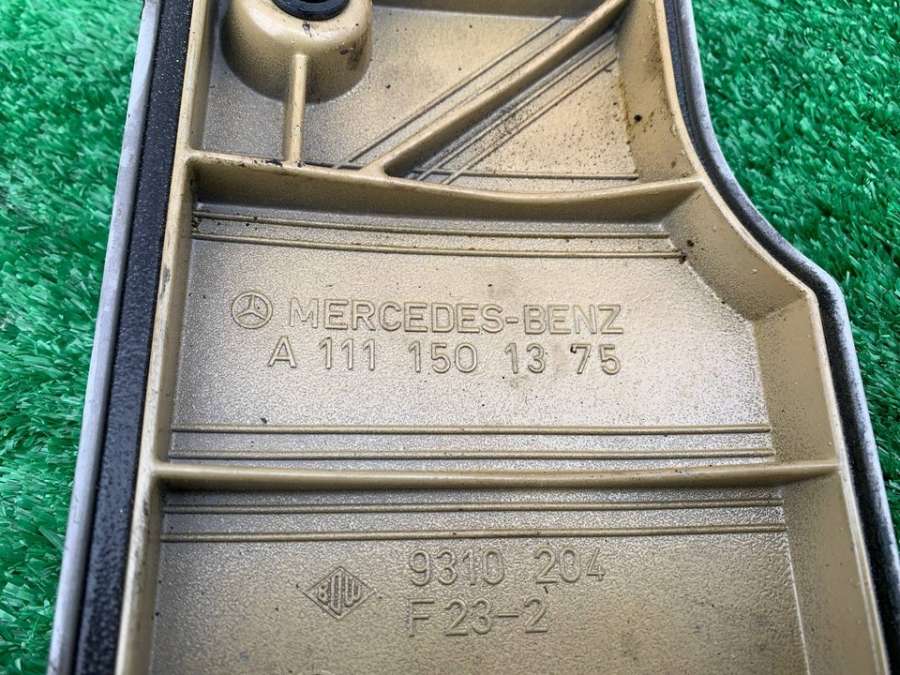 MERCEDES-BENZ
A 111 150 13 75
9310 204
F 23-2